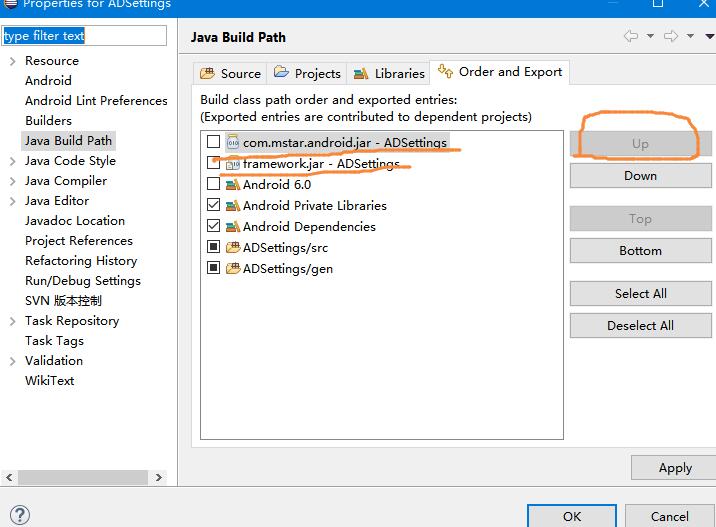 Properties for ADSettings
type filter text
Java Build Path
Resource
Android
Android Lint Preferences
Builders
Java Build Path
Java Code Style
Java Compiler
Java Editor
Javadoc Location
Project References
Refactoring History
Run/Debug Settings
SVN 版本控制
Task Repository
Task Tags
Validation
WikiText
Source Projects Libraries Order and Export
Build class path order and exported entries:
(Exported entries are contributed to dependent projects)
com.mstar.android.jar - ADSettings
framework.jar - ADSettings
Android 6.0
Android Private Libraries
Android Dependencies
ADSettings/src
ADSettings/gen
Up
Down
Top
Bottom
Select All
Deselect All
Apply
OK Cancel